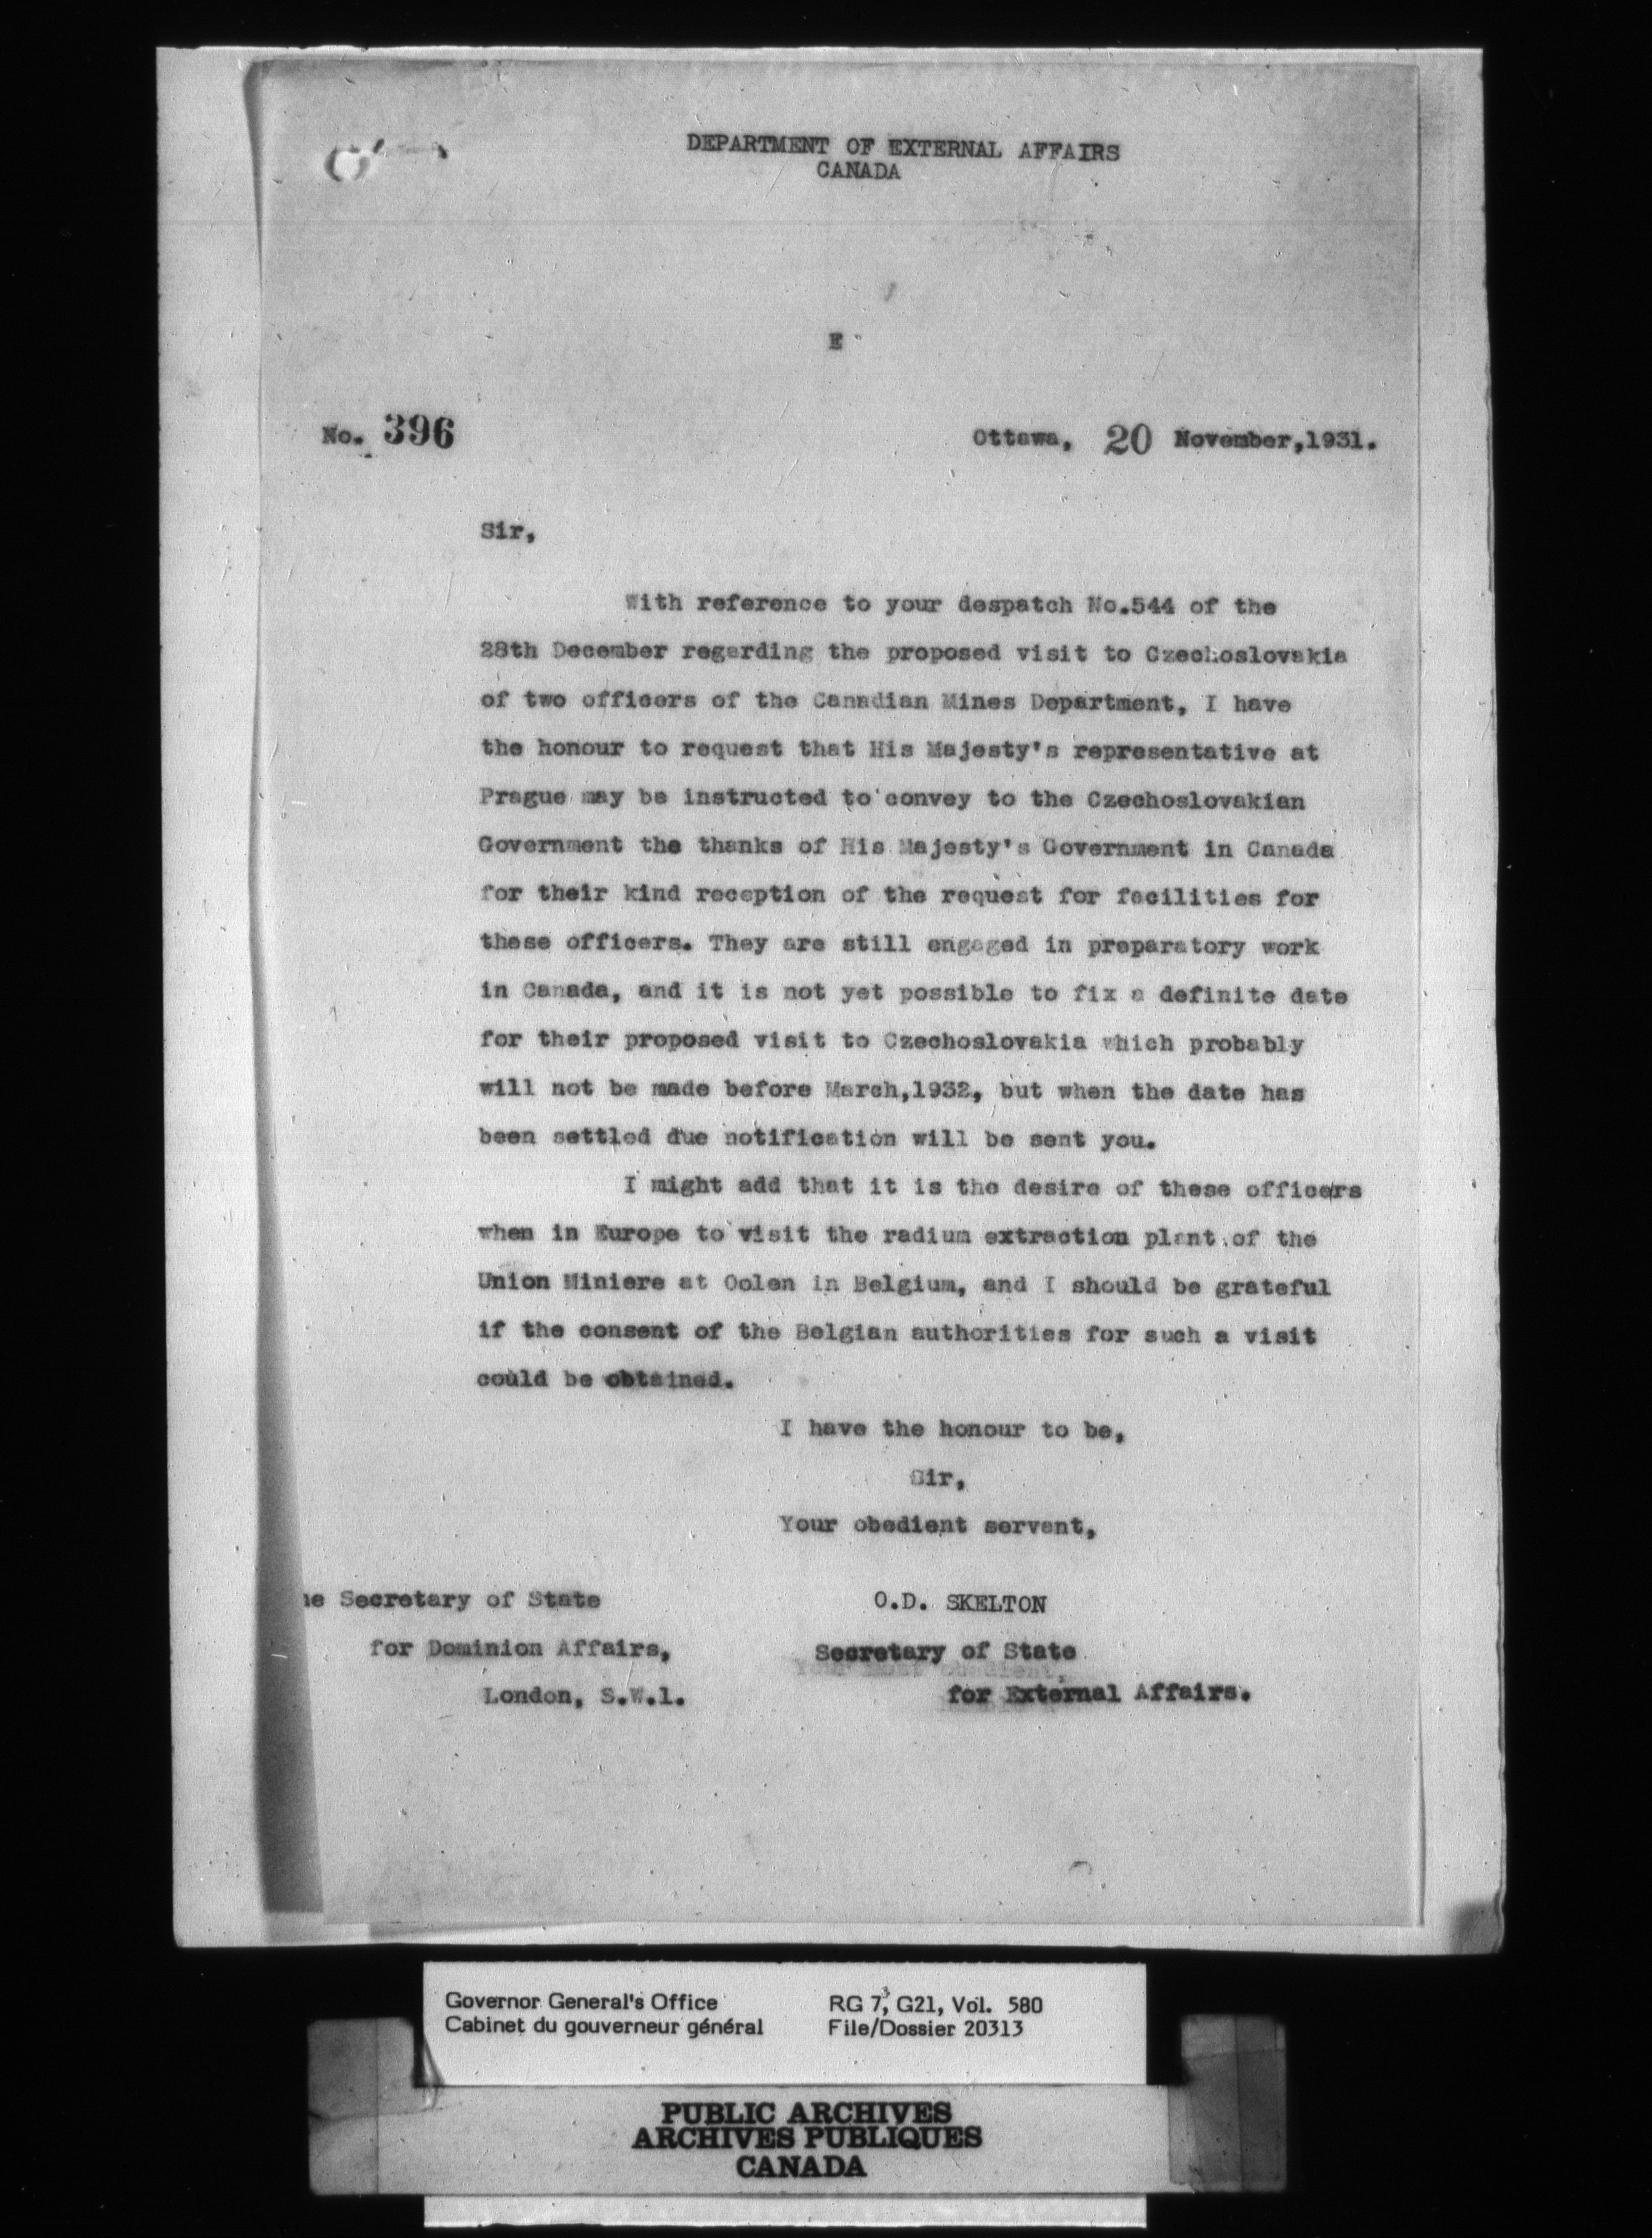 DEPARTMENT OF EXTERNAL AFFAIRS
CANADA
E
No. 396
Ottawa, 20 November,1931.
Sir,
With reference to your despatch No.544 of the
28th December regarding the proposed visit to Czechoslovakia
of two officers of the Canadian Mines Department, I have
the honour to request that His Majesty's representative at
Prague may be instructed to convey to the Czechoslovakian
Government the thanks of His Majesty's Government in Canada
for their kind reception of the request for facilities for
these officers. They are still engaged in preparatory work
in Canada, and it is not yet possible to fix a definite date
for their proposed visit to Czechoslovakia which probably
will not be made before March,1932, but when the date has
been settled due notification will be sent you.
I might add that it is the desire of these officers
when in Europe to visit the radium extraction plant of the
Union Miniere at Oolen in Belgium, and I should be grateful
if the consent of the Belgian authorities for such a visit
could be obtained.
I have the honour to be,
Sir,
Your obedient servant,
O.D. SKELTON
Secretary of State
for External Affairs.
he Secretary of State
for Dominion Affairs,
London, S.W.1.
Governor General's Office
Cabinet du gouverneur général
RG 7, G21, Vol. 580
File/Dossier 20313
PUBLIC ARCHIVES
ARCHIVES PUBLIQUES
CANADA